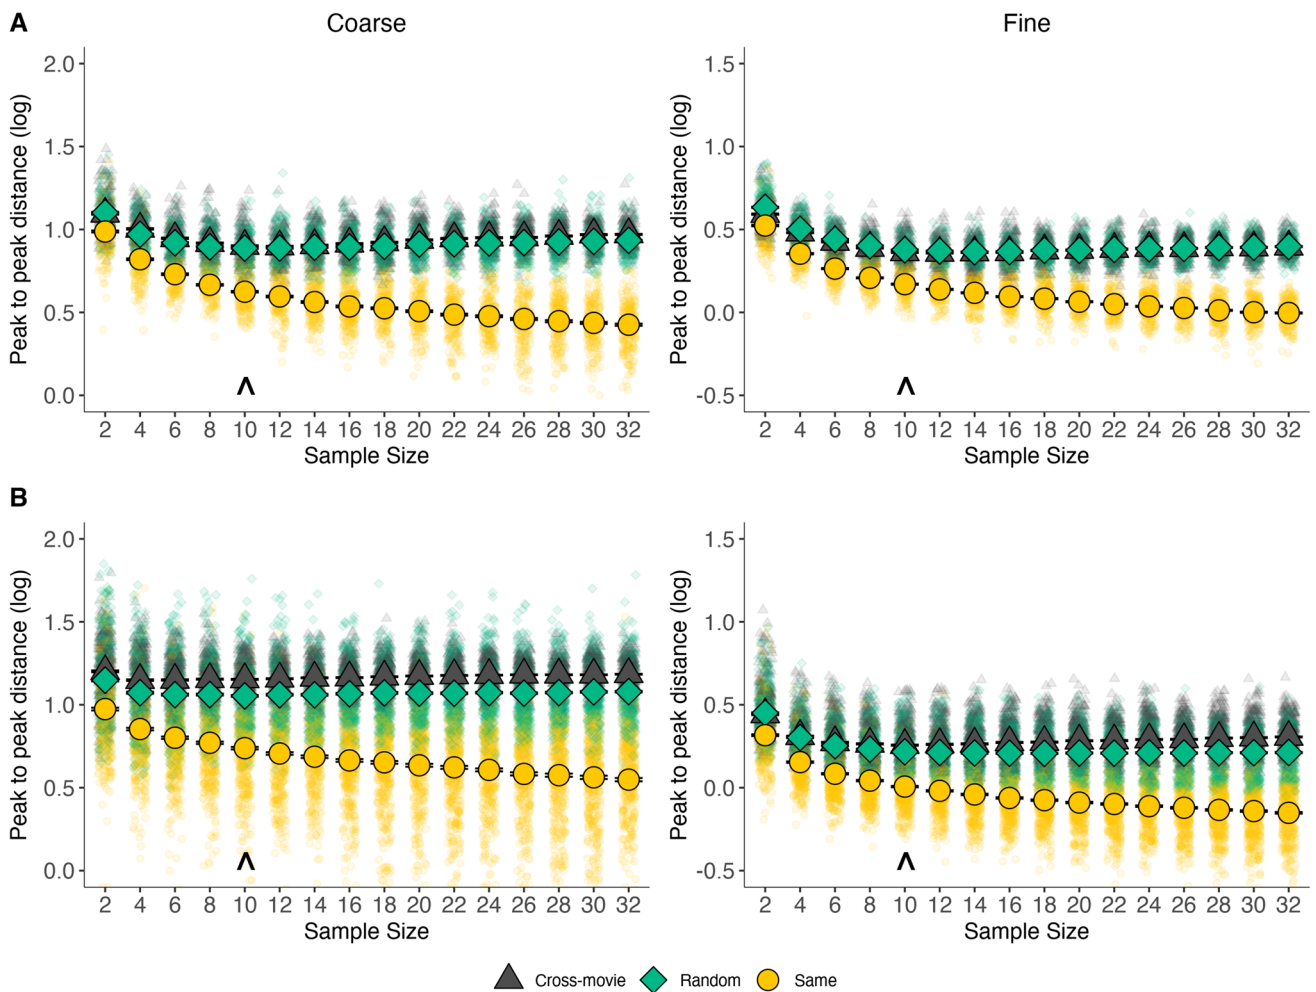 A
Coarse
Fine
Peak to peak distance (log)
2.0
1.5
1.0
0.5
0.0
^
2 4 6 8 10 12 14 16 18 20 22 24 26 28 30 32
Sample Size
Peak to peak distance (log)
1.5
1.0
0.5
0.0
-0.5
^
2 4 6 8 10 12 14 16 18 20 22 24 26 28 30 32
Sample Size
B
Peak to peak distance (log)
2.0
1.5
1.0
0.5
0.0
^
2 4 6 8 10 12 14 16 18 20 22 24 26 28 30 32
Sample Size
Peak to peak distance (log)
1.5
1.0
0.5
0.0
-0.5
^
2 4 6 8 10 12 14 16 18 20 22 24 26 28 30 32
Sample Size
Cross-movie Random Same